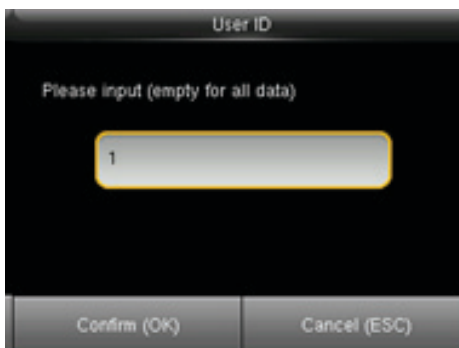 User ID
Please input (empty for all data)
1
Confirm (OK)
Cancel (ESC)